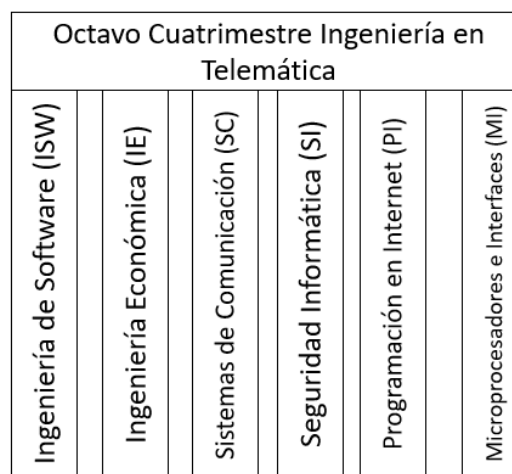 Octavo Cuatrimestre Ingeniería en
Telemática
Ingeniería de Software (ISW)
Ingeniería Económica (IE)
Sistemas de Comunicación (SC)
Seguridad Informática (SI)
Programación en Internet (PI)
Microprocesadores e Interfaces (MI)